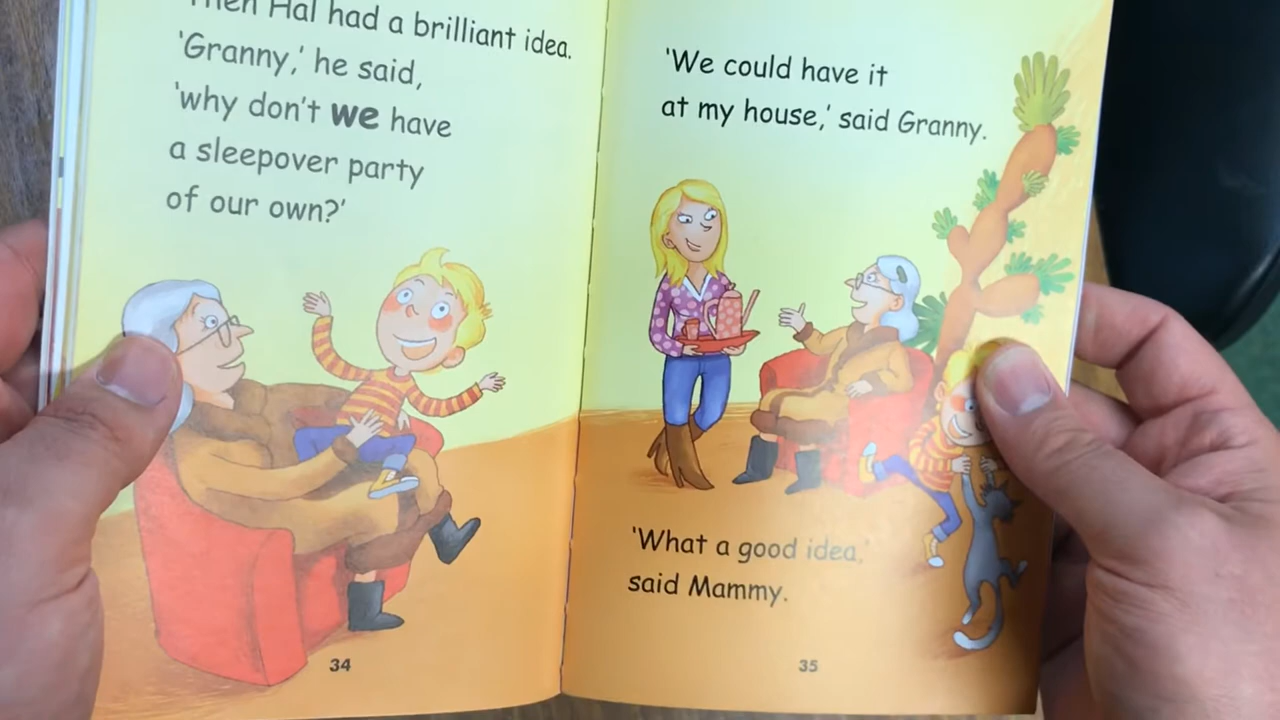 Then Hal had a brilliant idea.
'Granny,' he said,
'why don't we have
a sleepover party
of our own?'
34
'We could have it
at my house,' said Granny.
'What a good idea,'
said Mammy.
35